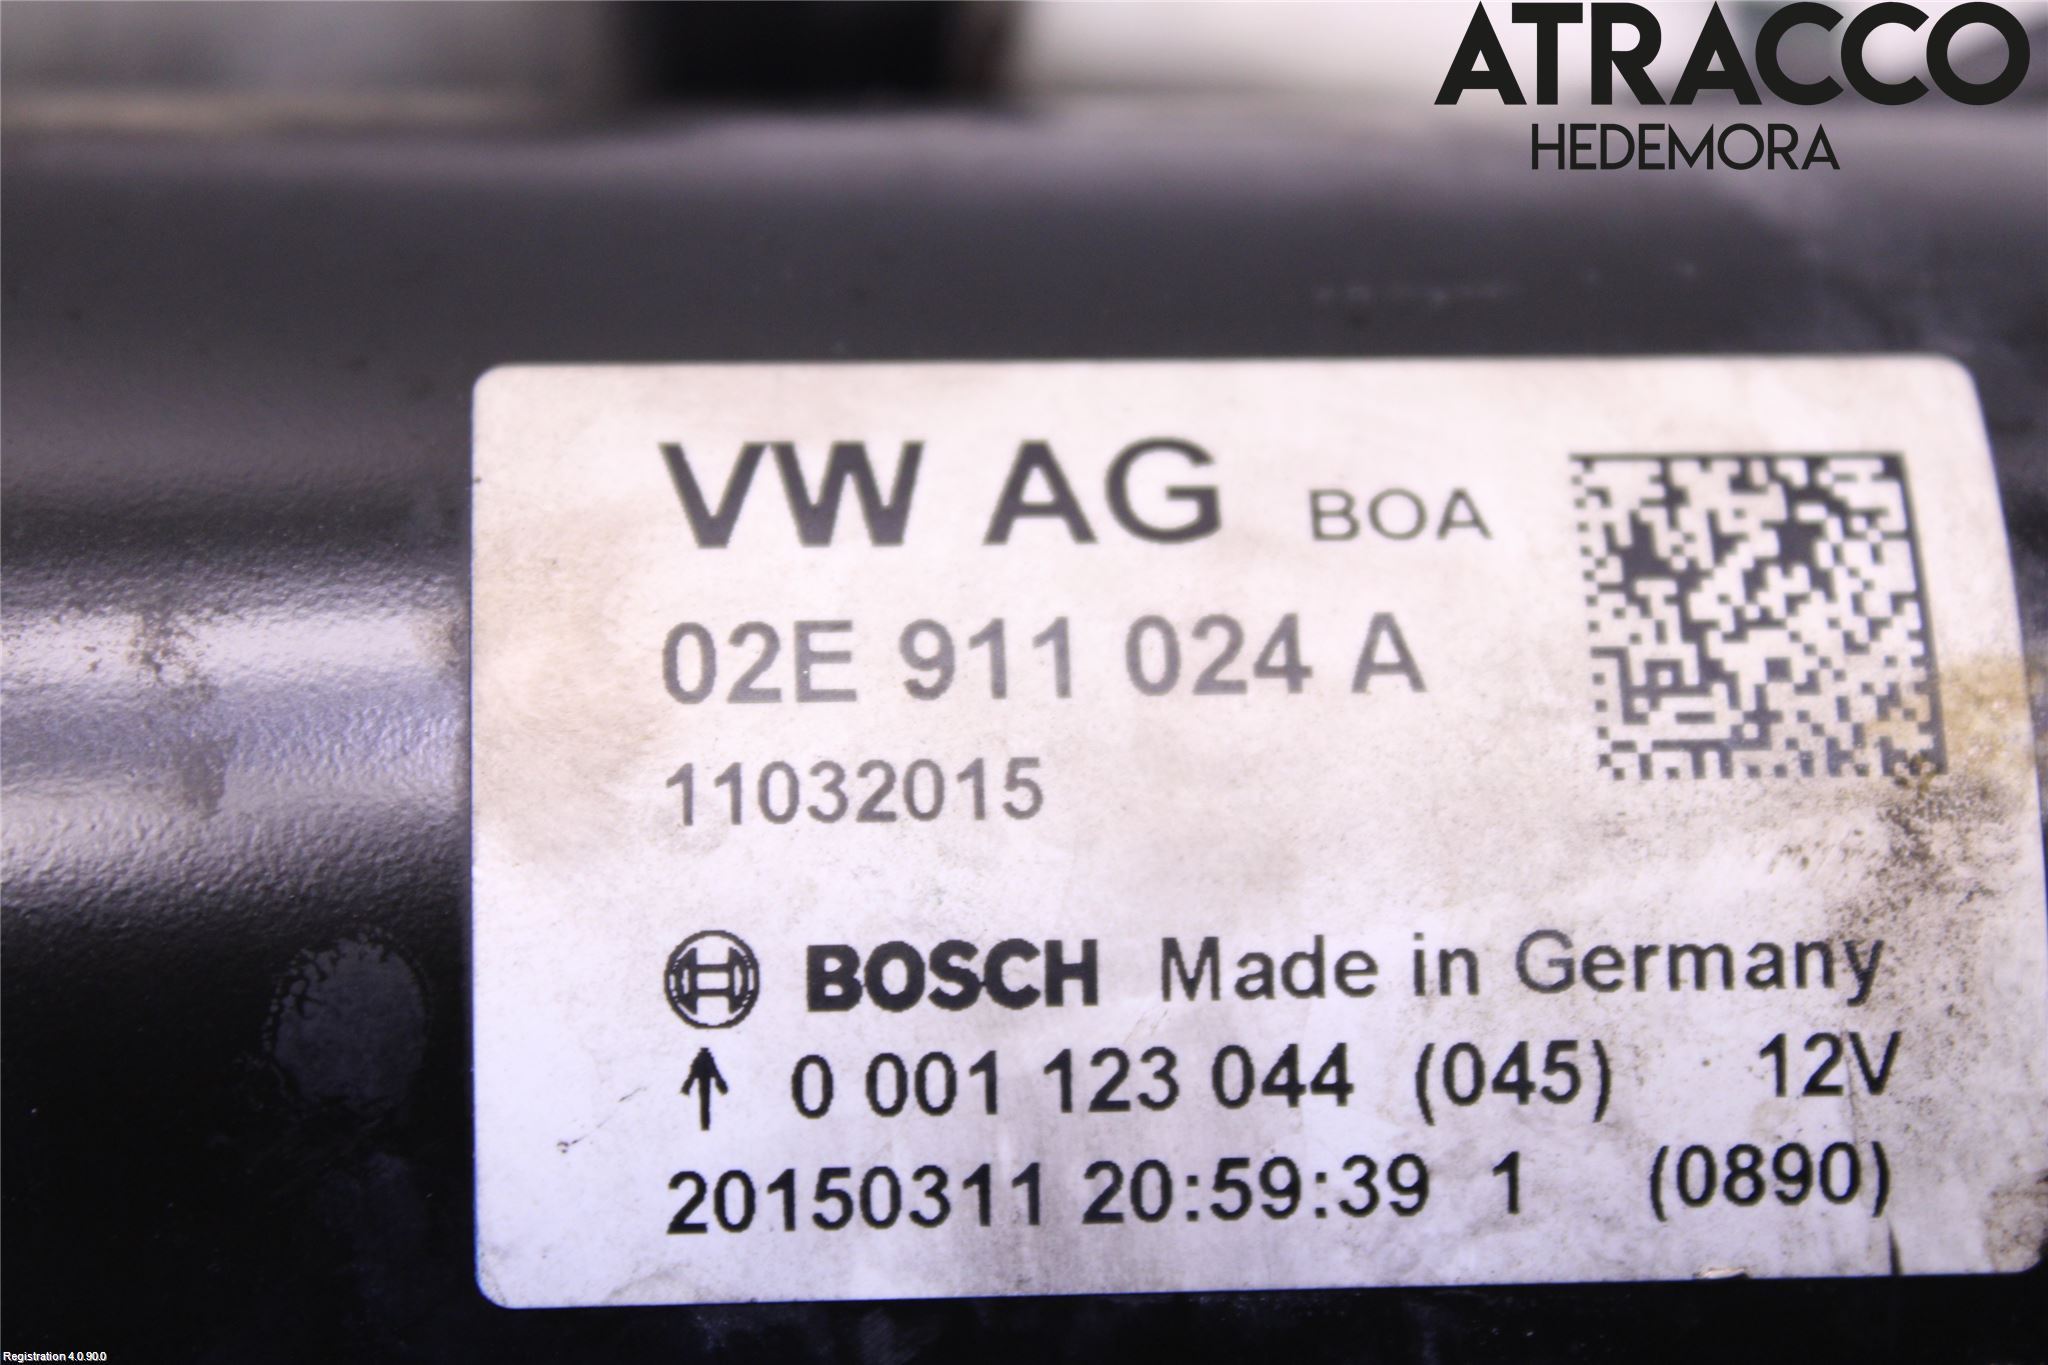 ATRACCO
HEDEMORA
VW AG BOA
02E 911 024 A
11032015
BOSCH Made in Germany
↑ 0 001 123 044 (045) 12V
20150311 20:59:39 1 (0890)
Registration 4.0.90.0